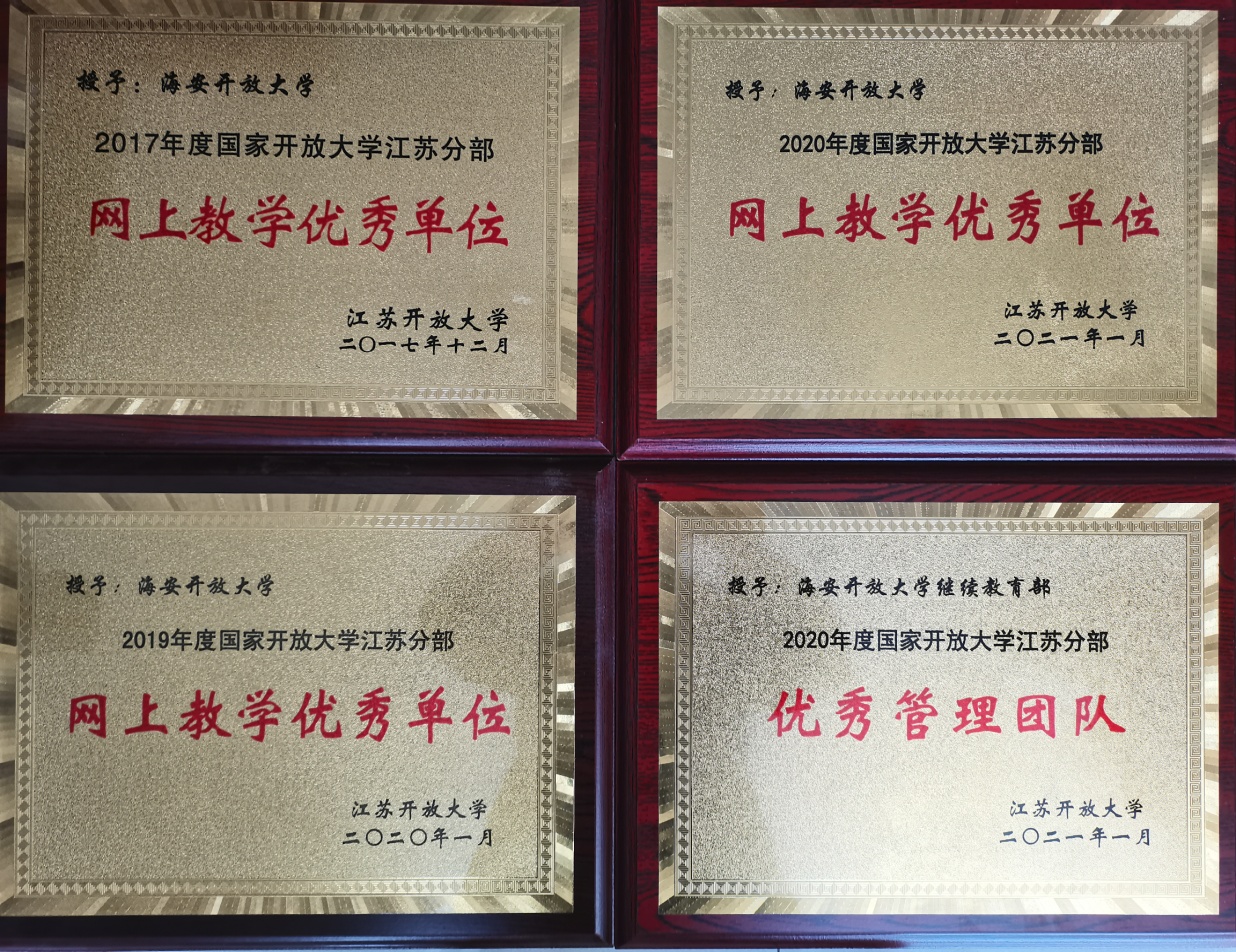 授予：海安开放大学
2017年度国家开放大学江苏分部
网上教学优秀单位
江苏开放大学
二〇一七年十二月
授予：海安开放大学
2020年度国家开放大学江苏分部
网上教学优秀单位
江苏开放大学
二〇二一年一月
授予：海安开放大学
2019年度国家开放大学江苏分部
网上教学优秀单位
江苏开放大学
二〇二〇年一月
授予：海安开放大学继续教育部
2020年度国家开放大学江苏分部
优秀管理团队
江苏开放大学
二〇二一年一月